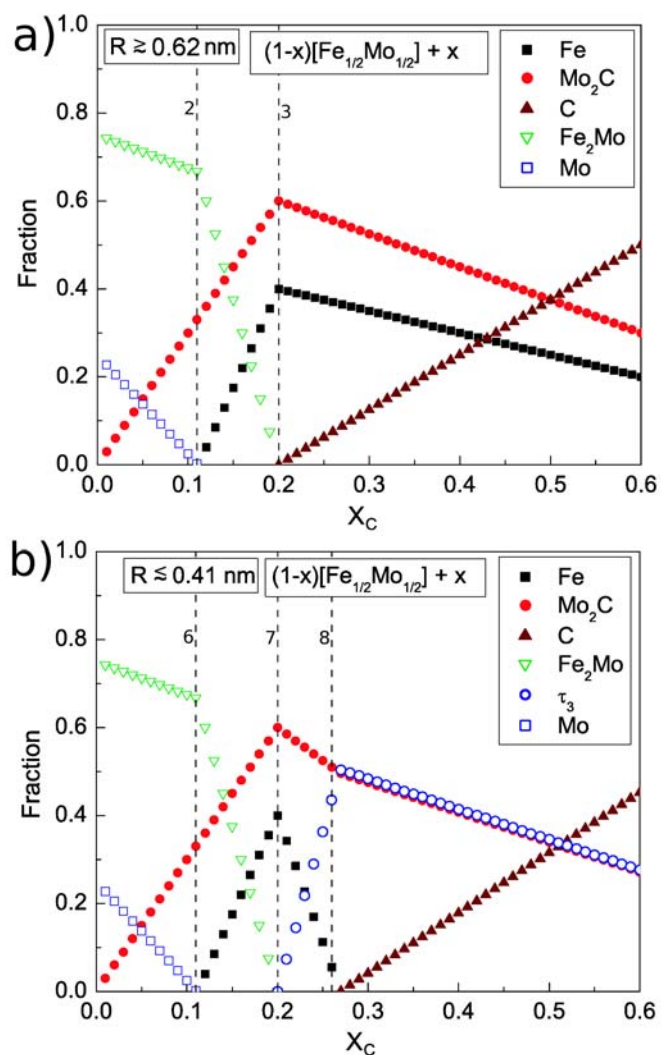 a)
R ≳ 0.62 nm
(1-x)[Fe1/2Mo1/2] + x
2
3
Fe
Mo2C
C
Fe2Mo
Mo
Fraction
1.0
0.8
0.6
0.4
0.2
0.0
0.0 0.1 0.2 0.3 0.4 0.5 0.6
XC
b)
R ≲ 0.41 nm
(1-x)[Fe1/2Mo1/2] + x
6
7
8
Fe
Mo2C
C
Fe2Mo
τ3
Mo
Fraction
1.0
0.8
0.6
0.4
0.2
0.0
0.0 0.1 0.2 0.3 0.4 0.5 0.6
XC